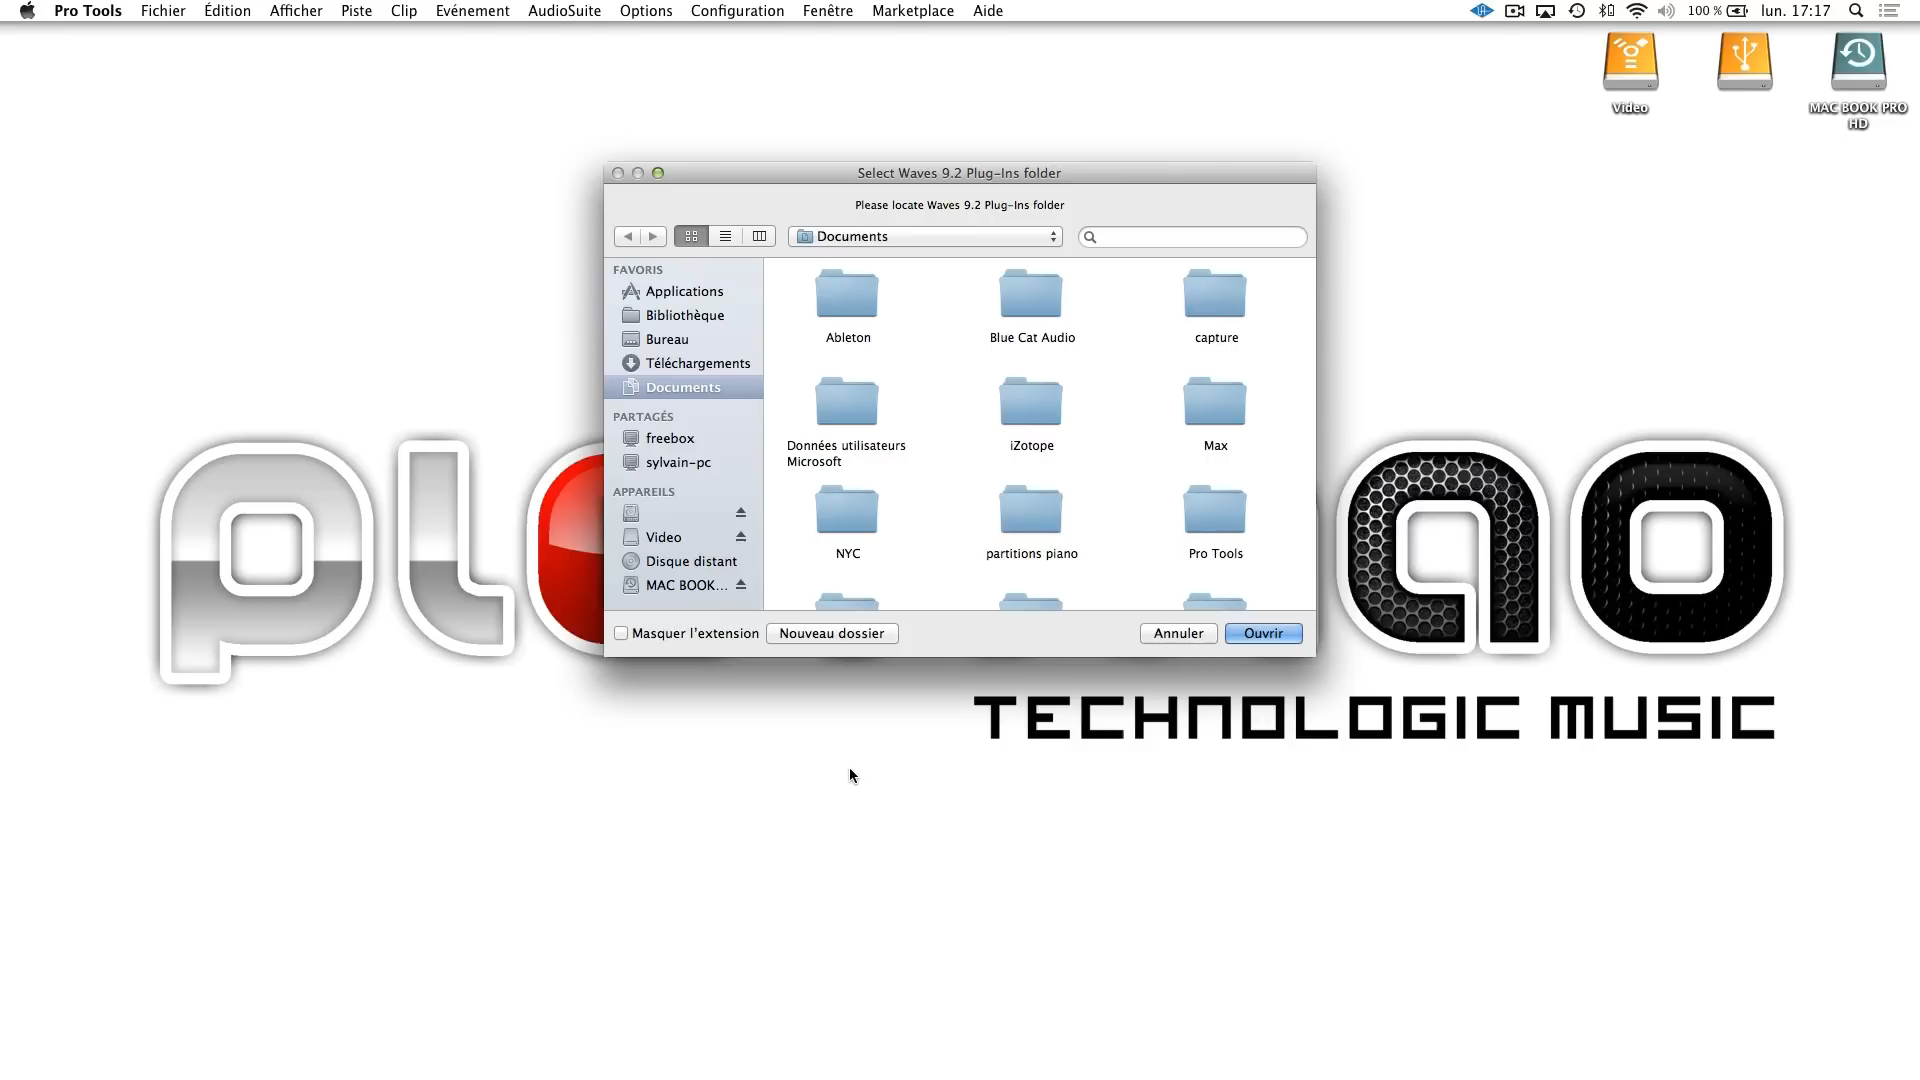 Pro Tools Fichier Édition Afficher Piste Clip Evénement AudioSuite Options Configuration Fenêtre Marketplace Aide 100 % lun. 17:17
Video
MAC BOOK PRO
HD
Select Waves 9.2 Plug-Ins folder
Please locate Waves 9.2 Plug-Ins folder
Documents
FAVORIS
Applications
Bibliothèque
Bureau
Téléchargements
Documents
PARTAGÉS
freebox
sylvain-pc
APPAREILS
Video
Disque distant
MAC BOOK...
Ableton
Blue Cat Audio
capture
Données utilisateurs
Microsoft
iZotope
Max
NYC
partitions piano
Pro Tools
Masquer l'extension
Nouveau dossier
Annuler
Ouvrir
TECHNOLOGIC MUSIC